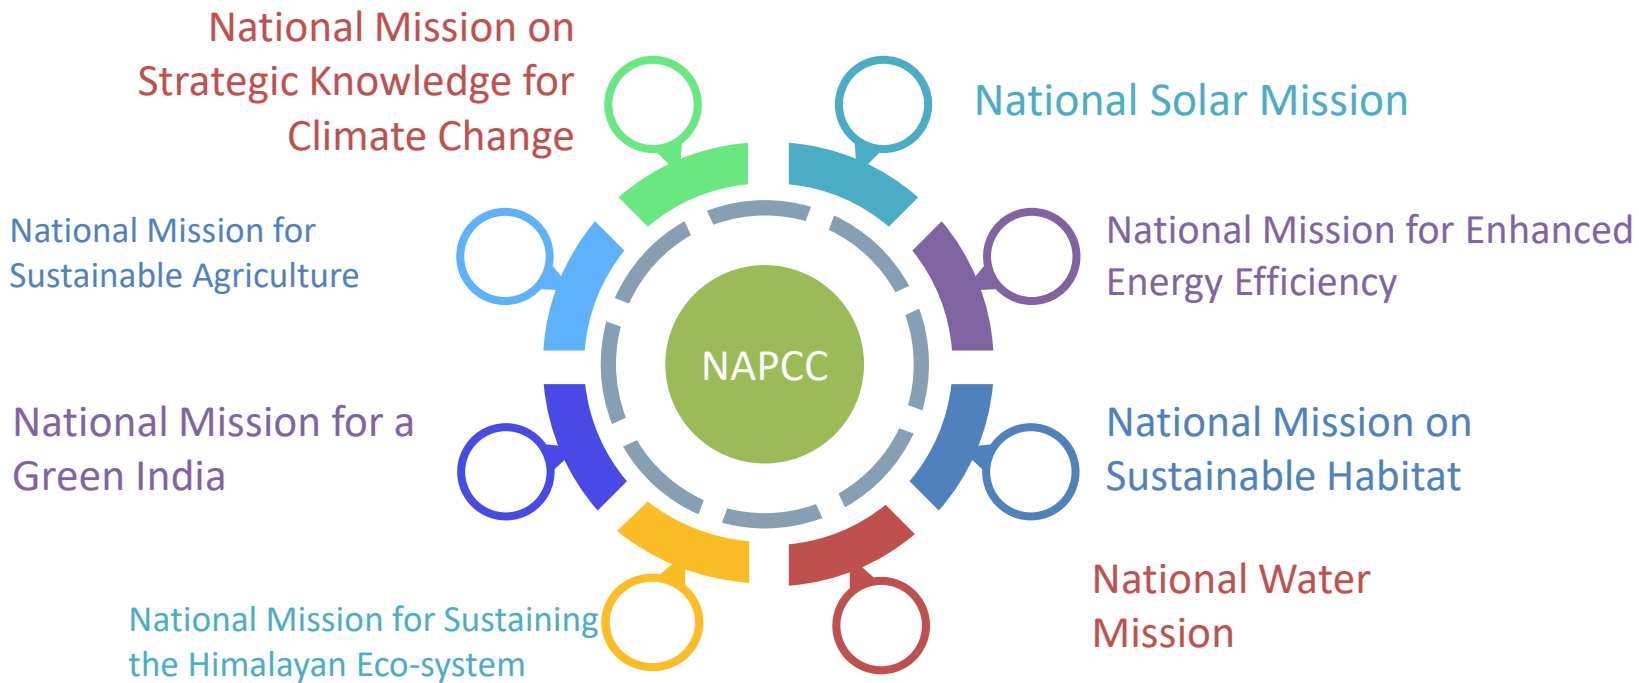 National Mission on
Strategic Knowledge for
Climate Change
National Solar Mission
National Mission for
Sustainable Agriculture
National Mission for Enhanced
Energy Efficiency
NAPCC
National Mission for a
Green India
National Mission on
Sustainable Habitat
National Water
Mission
National Mission for Sustaining
the Himalayan Eco-system